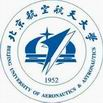 北京航空航天大学
BEIJING UNIVERSITY OF AERONAUTICS & ASTRONAUTICS
1952